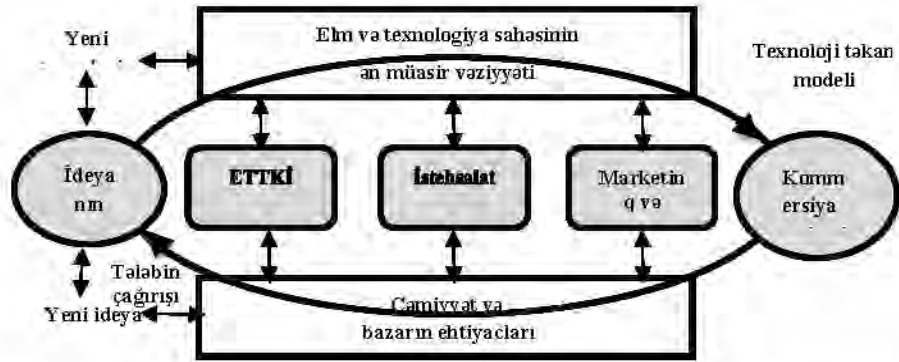 Yeni
Elm və texnologiya sahəsinin
ən müasir vəziyyəti
Texnoloji təkan
modeli
İdeya
nın
ETTKİ
İstehsalat
Marketin
q və
Komm
ersiya
Tələbin
çağırışı
Yeni ideya
Cəmiyyət və
bazarın ehtiyacları